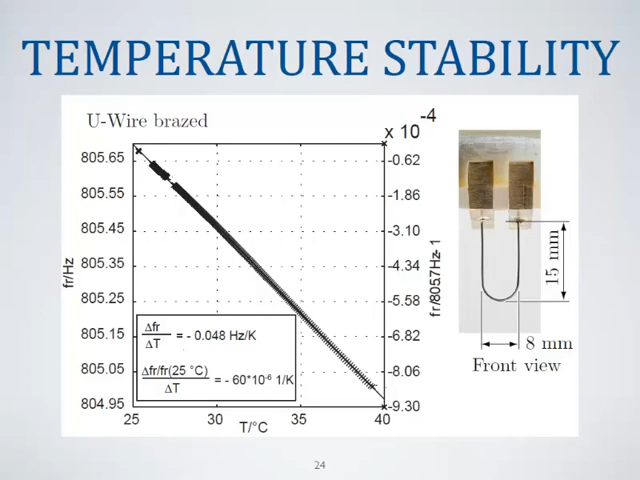 TEMPERATURE STABILITY
U-Wire brazed
x 10⁻⁴
805.65
805.55
805.45
805.35
805.25
805.15
805.05
804.95
fr/Hz
-0.62
-1.86
-3.10
-4.34
-5.58
-6.82
-8.06
-9.30
fr/805.7Hz-1
Δfr/ΔT = - 0.048 Hz/K
Δfr/fr(25 °C)/ΔT = - 60*10⁻⁶ 1/K
25 30 35 40
T/°C
15 mm
8 mm
Front view
24